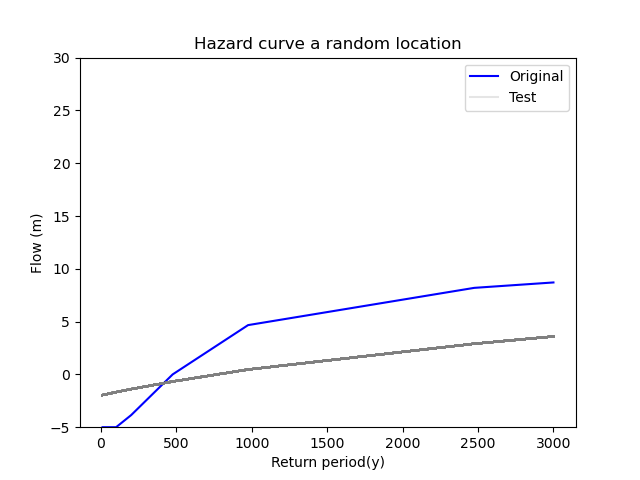 Hazard curve a random location
Original
Test
30
25
20
15
10
5
0
−5
Flow (m)
0 500 1000 1500 2000 2500 3000
Return period(y)